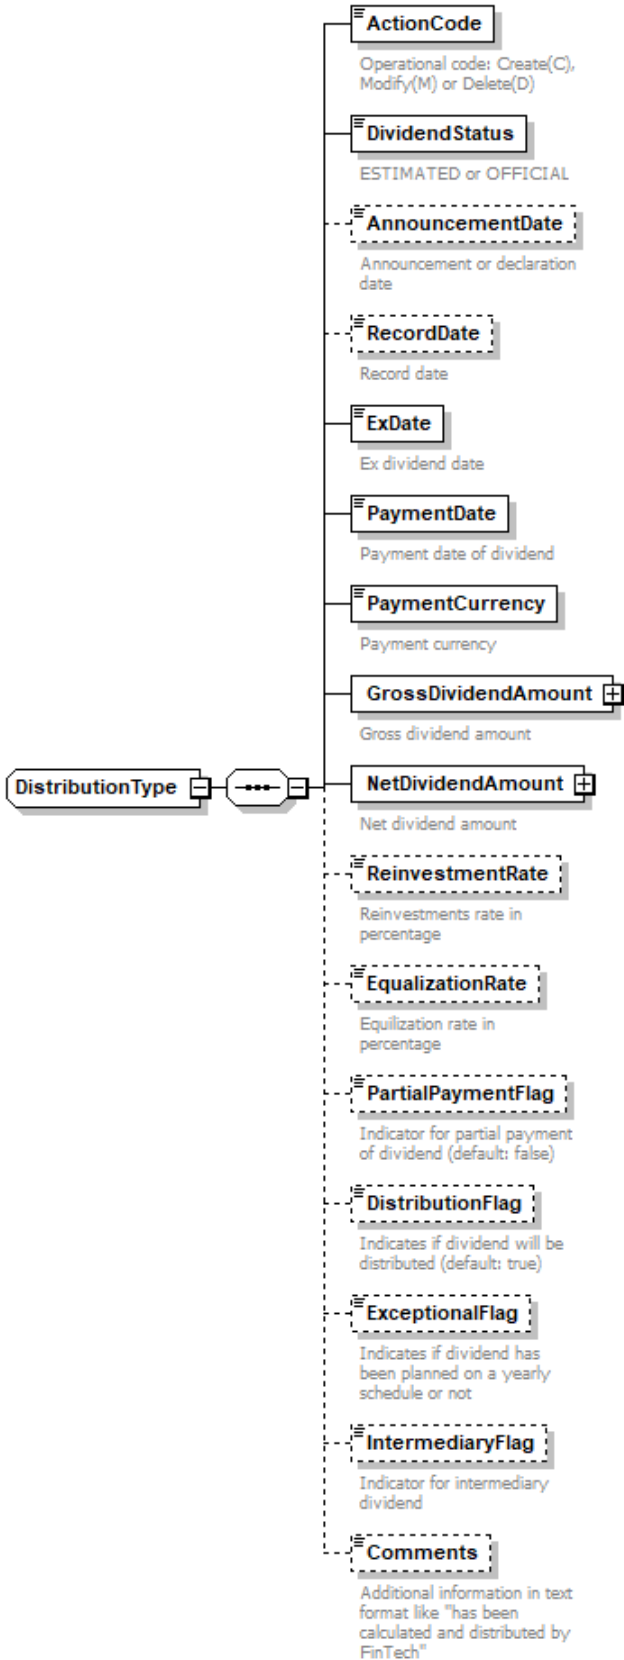 ActionCode
Operational code: Create(C),
Modify(M) or Delete(D)
DividendStatus
ESTIMATED or OFFICIAL
AnnouncementDate
Announcement or declaration
date
RecordDate
Record date
ExDate
Ex dividend date
PaymentDate
Payment date of dividend
PaymentCurrency
Payment currency
GrossDividendAmount
Gross dividend amount
DistributionType
NetDividendAmount
Net dividend amount
ReinvestmentRate
Reinvestments rate in
percentage
EqualizationRate
Equilization rate in
percentage
PartialPaymentFlag
Indicator for partial payment
of dividend (default: false)
DistributionFlag
Indicates if dividend will be
distributed (default: true)
ExceptionalFlag
Indicates if dividend has
been planned on a yearly
schedule or not
IntermediaryFlag
Indicator for intermediary
dividend
Comments
Additional information in text
format like "has been
calculated and distributed by
FinTech"